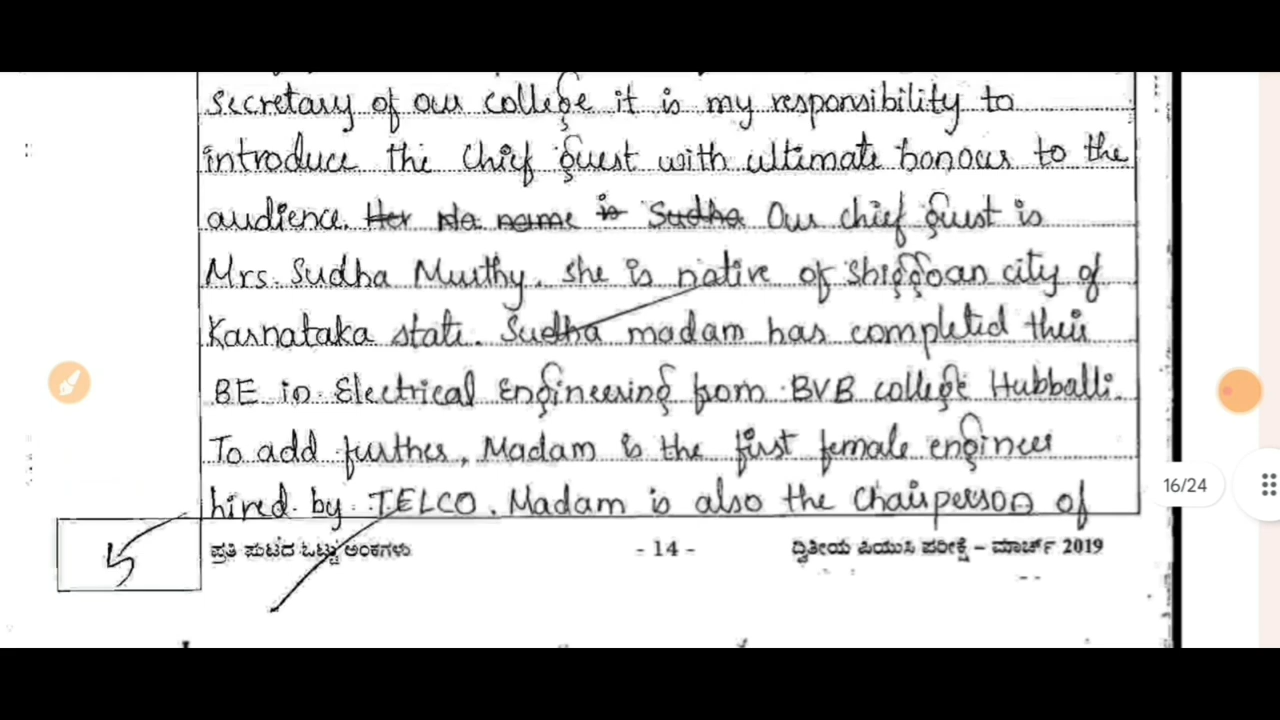 secretary of our college it is my responsibility to
introduce the chief guest with ultimate honour to the
audience. Her Na name is Sudha Our chief guest is
Mrs. Sudha Murthy. She is native of Shiggoan city of
Karnataka state. Sudha madam has completed their
BE in Electrical Engineering from BVB college Hubballi.
To add further, Madam is the first female engineer
hired by TELCO. Madam is also the Chairperson of
16/24
5
ಪ್ರತಿ ಪುಟದ ಒಟ್ಟು ಅಂಕಗಳು - 14 - ದ್ವಿತೀಯ ಪಿಯುಸಿ ಪರೀಕ್ಷೆ – ಮಾರ್ಚ್ 2019